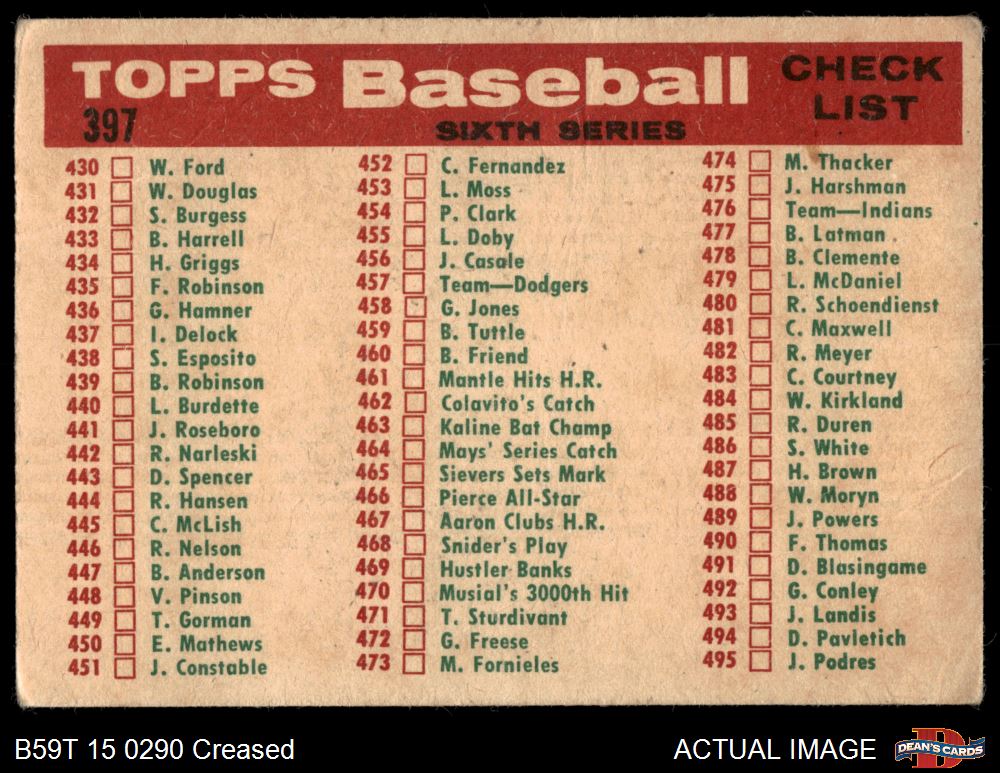 TOPPS Baseball CHECK LIST
397 SIXTH SERIES
430 W. Ford
431 W. Douglas
432 S. Burgess
433 B. Harrell
434 H. Griggs
435 F. Robinson
436 G. Hamner
437 I. Delock
438 S. Esposito
439 B. Robinson
440 L. Burdette
441 J. Roseboro
442 R. Narleski
443 D. Spencer
444 R. Hansen
445 C. McLish
446 R. Nelson
447 B. Anderson
448 V. Pinson
449 T. Gorman
450 E. Mathews
451 J. Constable
452 C. Fernandez
453 L. Moss
454 P. Clark
455 L. Doby
456 J. Casale
457 Team—Dodgers
458 G. Jones
459 B. Tuttle
460 B. Friend
461 Mantle Hits H.R.
462 Colavito's Catch
463 Kaline Bat Champ
464 Mays' Series Catch
465 Sievers Sets Mark
466 Pierce All-Star
467 Aaron Clubs H.R.
468 Snider's Play
469 Hustler Banks
470 Musial's 3000th Hit
471 T. Sturdivant
472 G. Freese
473 M. Fornieles
474 M. Thacker
475 J. Harshman
476 Team—Indians
477 B. Latman
478 B. Clemente
479 L. McDaniel
480 R. Schoendienst
481 C. Maxwell
482 R. Meyer
483 C. Courtney
484 W. Kirkland
485 R. Duren
486 S. White
487 H. Brown
488 W. Moryn
489 J. Powers
490 F. Thomas
491 D. Blasingame
492 G. Conley
493 J. Landis
494 D. Pavletich
495 J. Podres
B59T 15 0290 Creased
ACTUAL IMAGE
D
DEAN'S CARDS